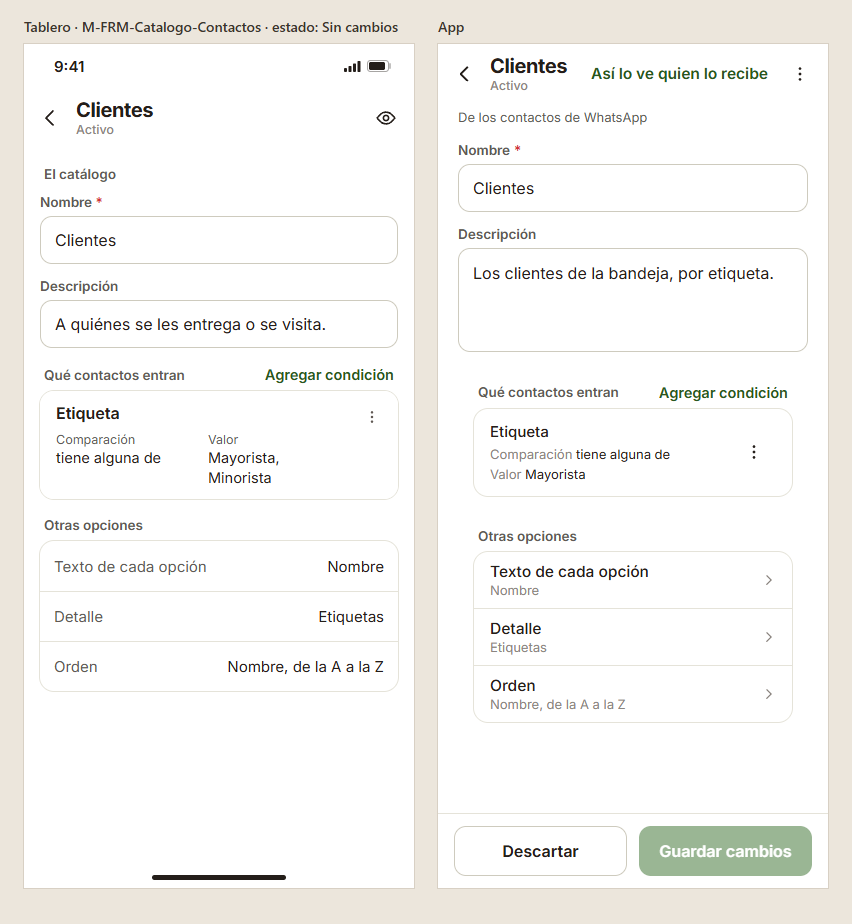 Tablero · M-FRM-Catalogo-Contactos · estado: Sin cambios
9:41
Clientes
Activo
El catálogo
Nombre *
Clientes
Descripción
A quiénes se les entrega o se visita.
Qué contactos entran
Agregar condición
Etiqueta
Comparación
tiene alguna de
Valor
Mayorista,
Minorista
Otras opciones
Texto de cada opción
Nombre
Detalle
Etiquetas
Orden
Nombre, de la A a la Z
App
Clientes
Activo
Así lo ve quien lo recibe
De los contactos de WhatsApp
Nombre *
Clientes
Descripción
Los clientes de la bandeja, por etiqueta.
Qué contactos entran
Agregar condición
Etiqueta
Comparación tiene alguna de
Valor Mayorista
Otras opciones
Texto de cada opción
Nombre
Detalle
Etiquetas
Orden
Nombre, de la A a la Z
Descartar
Guardar cambios